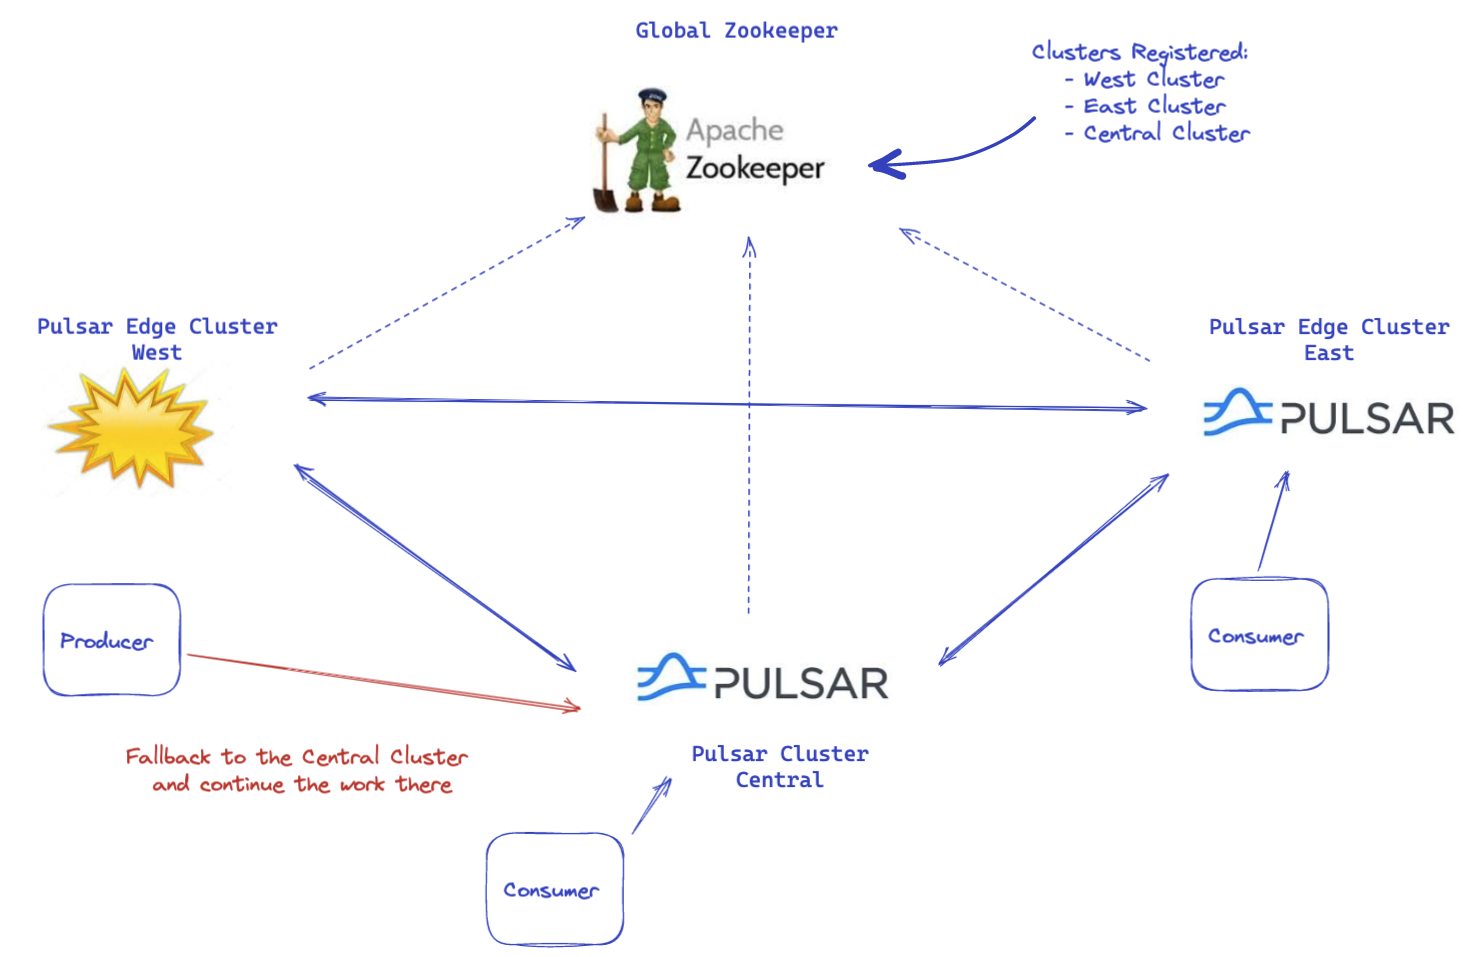 Global Zookeeper
Clusters Registered:
- West Cluster
- East Cluster
- Central Cluster
Apache
Zookeeper
Pulsar Edge Cluster
West
Pulsar Edge Cluster
East
PULSAR
Producer
Consumer
PULSAR
Fallback to the Central Cluster
and continue the work there
Pulsar Cluster
Central
Consumer